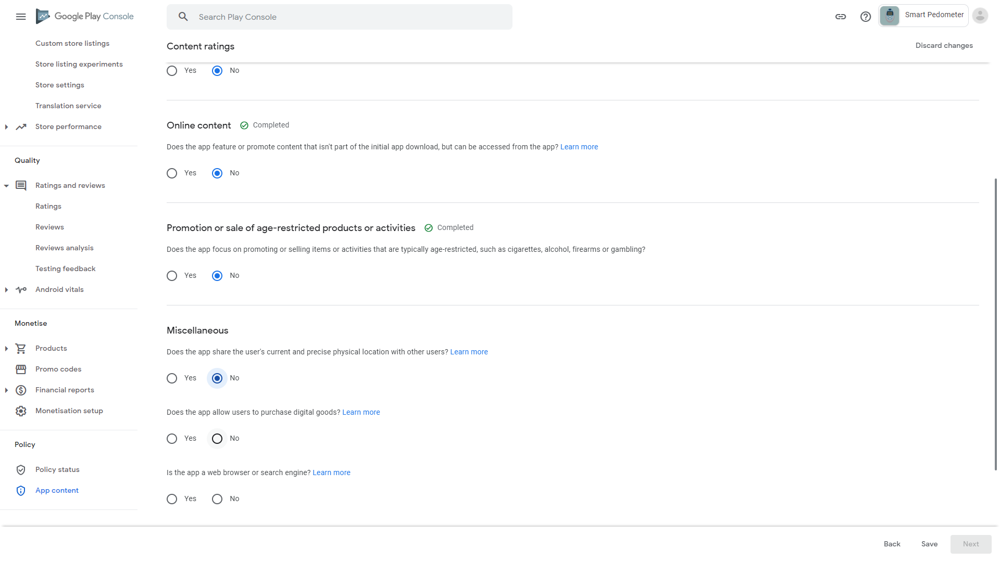 Google Play Console
Search Play Console
Smart Pedometer
Custom store listings
Store listing experiments
Store settings
Translation service
Store performance
Quality
Ratings and reviews
Ratings
Reviews
Reviews analysis
Testing feedback
Android vitals
Monetise
Products
Promo codes
Financial reports
Monetisation setup
Policy
Policy status
App content
Content ratings
Discard changes
Yes No
Online content Completed
Does the app feature or promote content that isn't part of the initial app download, but can be accessed from the app? Learn more
Yes No
Promotion or sale of age-restricted products or activities Completed
Does the app focus on promoting or selling items or activities that are typically age-restricted, such as cigarettes, alcohol, firearms or gambling?
Yes No
Miscellaneous
Does the app share the user's current and precise physical location with other users? Learn more
Yes No
Does the app allow users to purchase digital goods? Learn more
Yes No
Is the app a web browser or search engine? Learn more
Yes No
Back Save Next